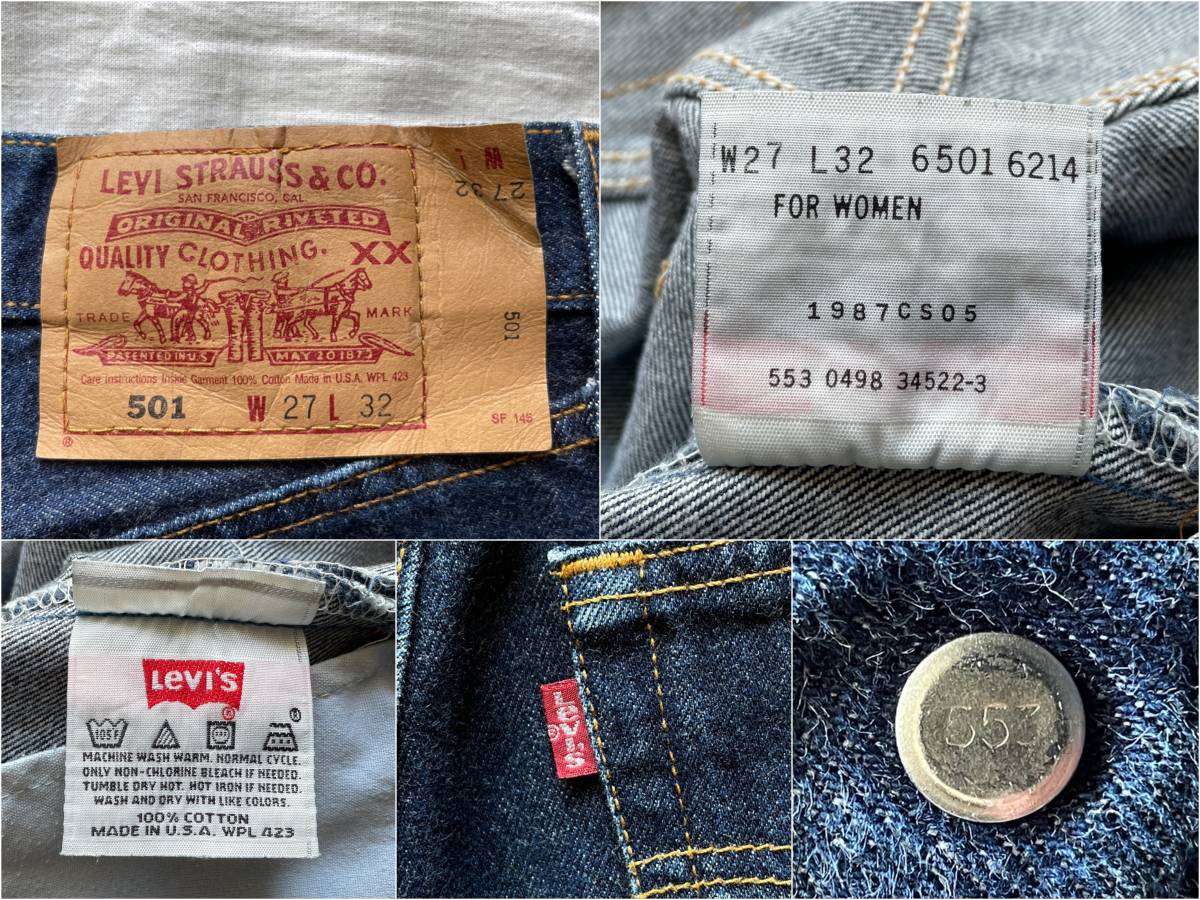 LEVI STRAUSS & CO.
SAN FRANCISCO, CAL
ORIGINAL RIVETED
QUALITY CLOTHING. XX
TRADE MARK
PATENTED IN U.S MAY 20 1873
Care Instructions Inside Garment 100% Cotton Made in U.S.A. WPL 423
501 W 27 L 32
®
M
27 32
501
SF 145
W27 L32 6501 6214
FOR WOMEN
1987CS05
553 0498 34522-3
LEVI'S
®
105F
®
MACHINE WASH WARM. NORMAL CYCLE.
ONLY NON-CHLORINE BLEACH IF NEEDED.
TUMBLE DRY HOT. HOT IRON IF NEEDED.
WASH AND DRY WITH LIKE COLORS.
100% COTTON
MADE IN U.S.A. WPL 423
LEVI'S
®
553